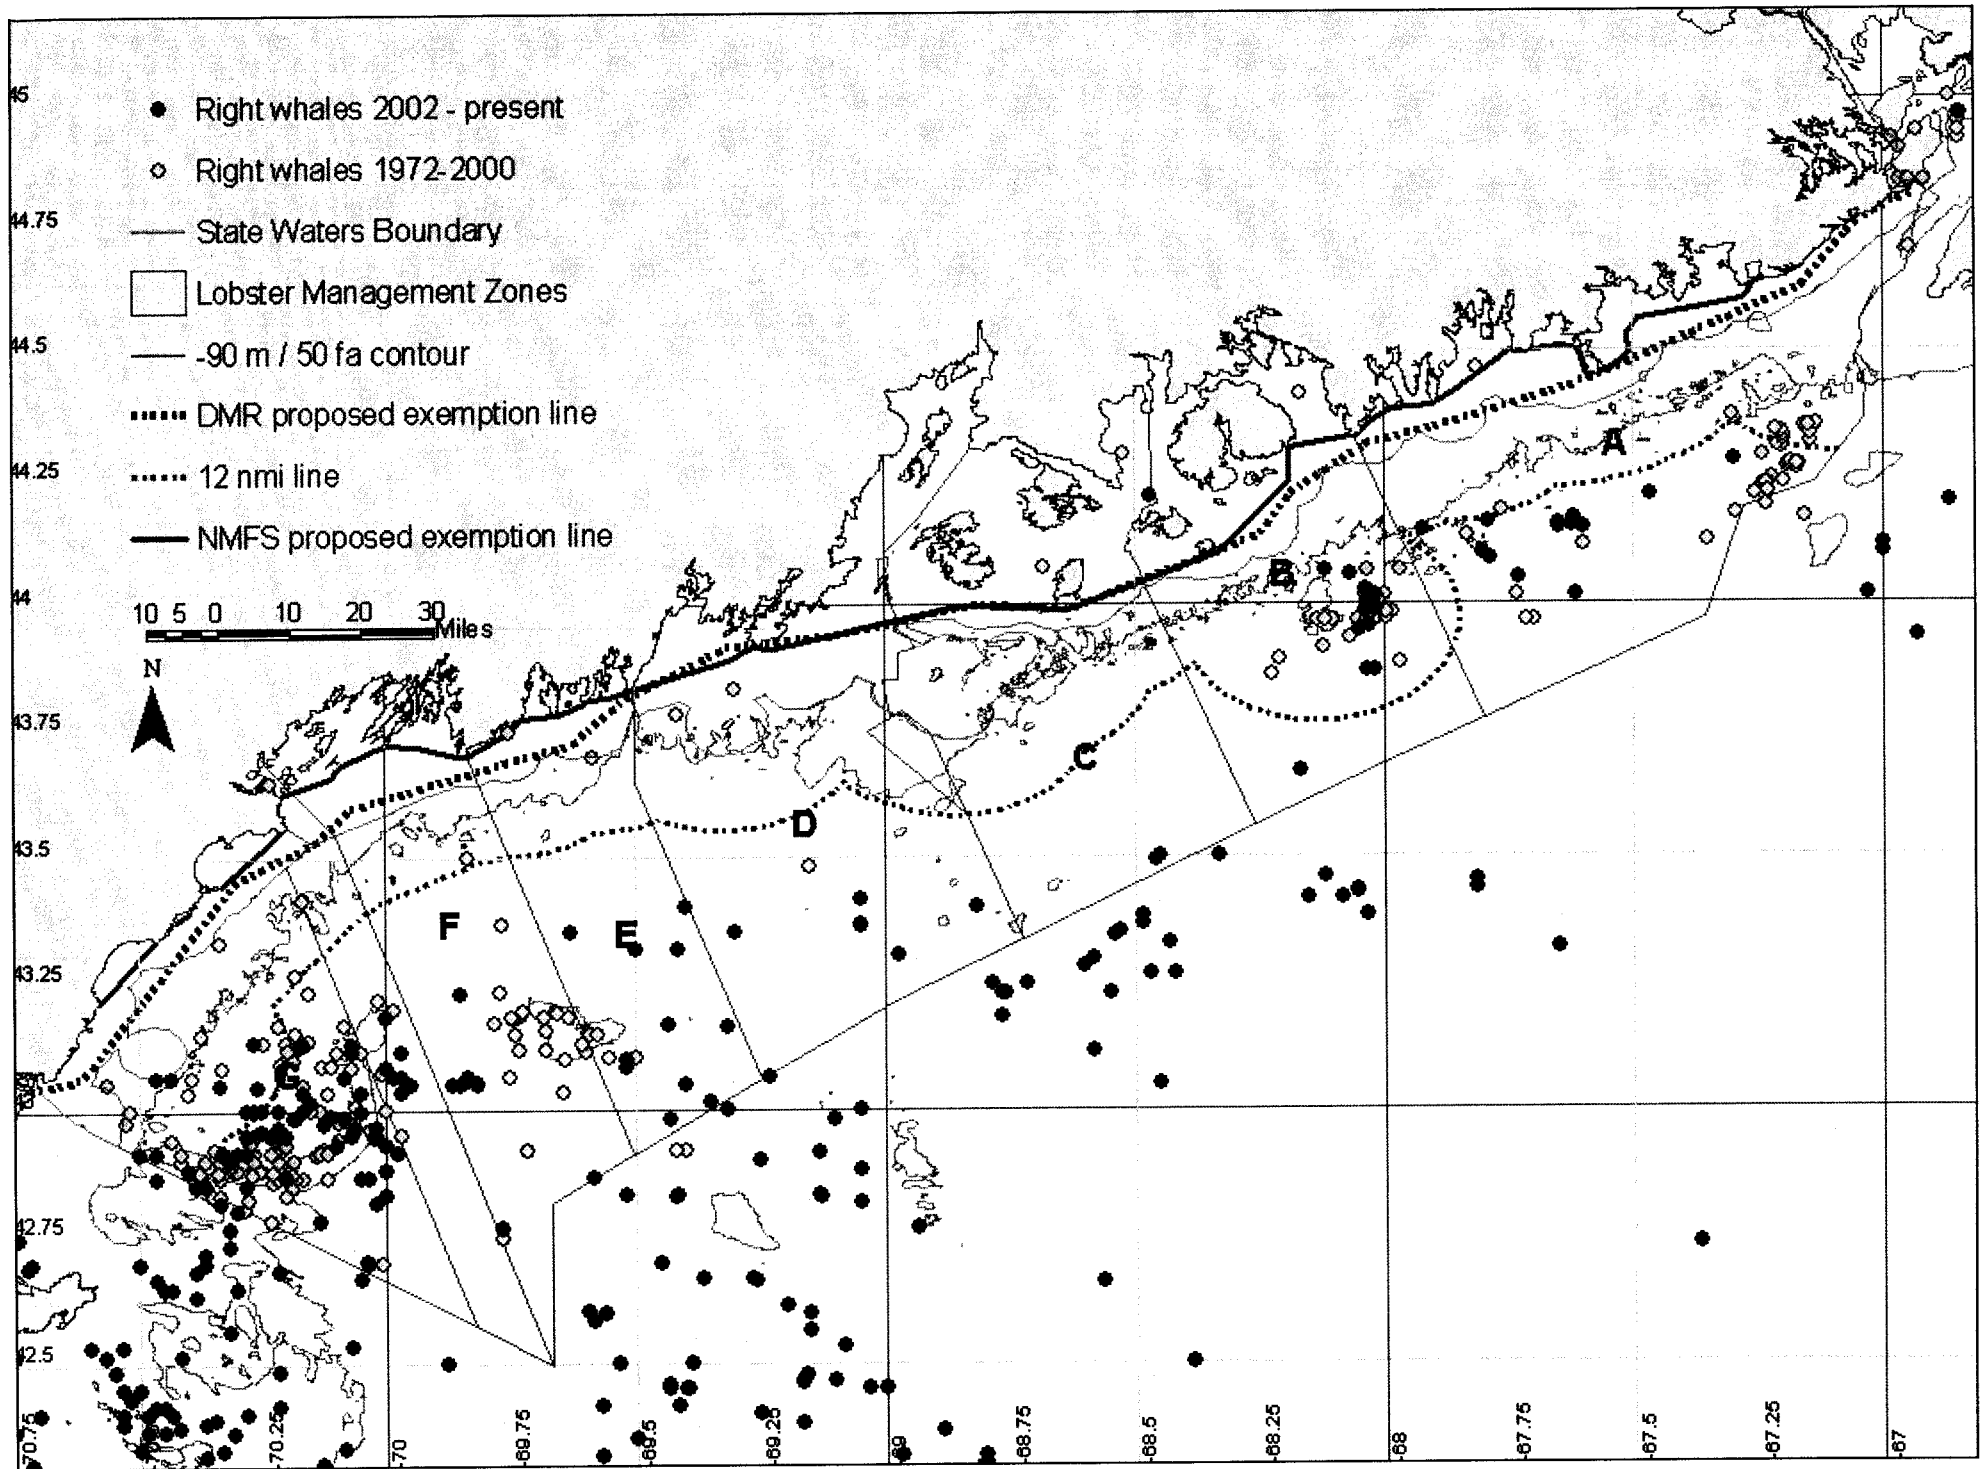 Right whales 2002 - present
Right whales 1972-2000
State Waters Boundary
Lobster Management Zones
-90 m / 50 fa contour
DMR proposed exemption line
12 nmi line
NMFS proposed exemption line
10 5 0 10 20 30
Miles
N
45
44.75
44.5
44.25
44
43.75
43.5
43.25
42.75
42.5
A
B
C
D
E
F
G
-70.75
-70.25
-70
-69.75
-69.5
-69.25
-69
-68.75
-68.5
-68.25
-68
-67.75
-67.5
-67.25
-67